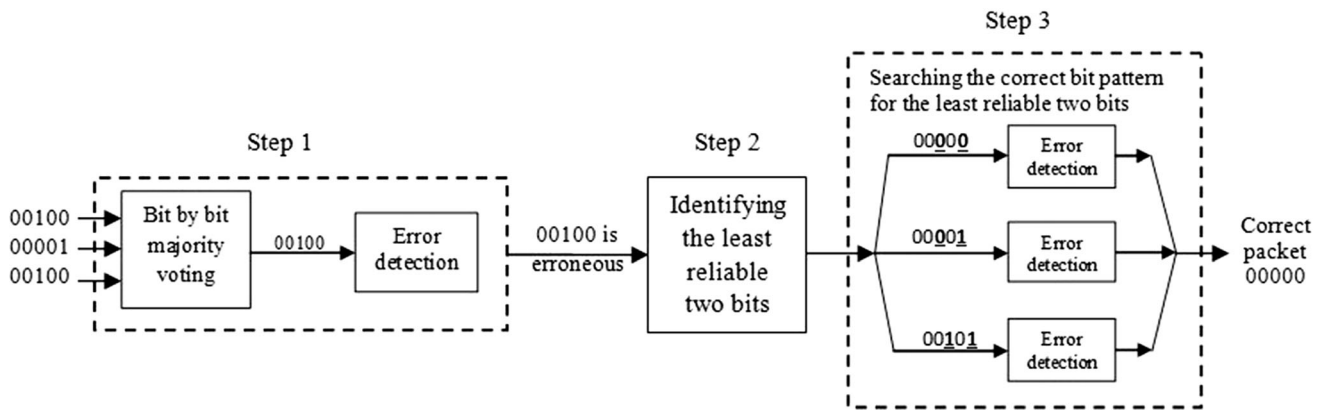 Step 1
00100
00001
00100
Bit by bit
majority
voting
00100
Error
detection
00100 is
erroneous
Step 2
Identifying
the least
reliable
two bits
Step 3
Searching the correct bit pattern
for the least reliable two bits
00000
Error
detection
00001
Error
detection
00101
Error
detection
Correct
packet
00000